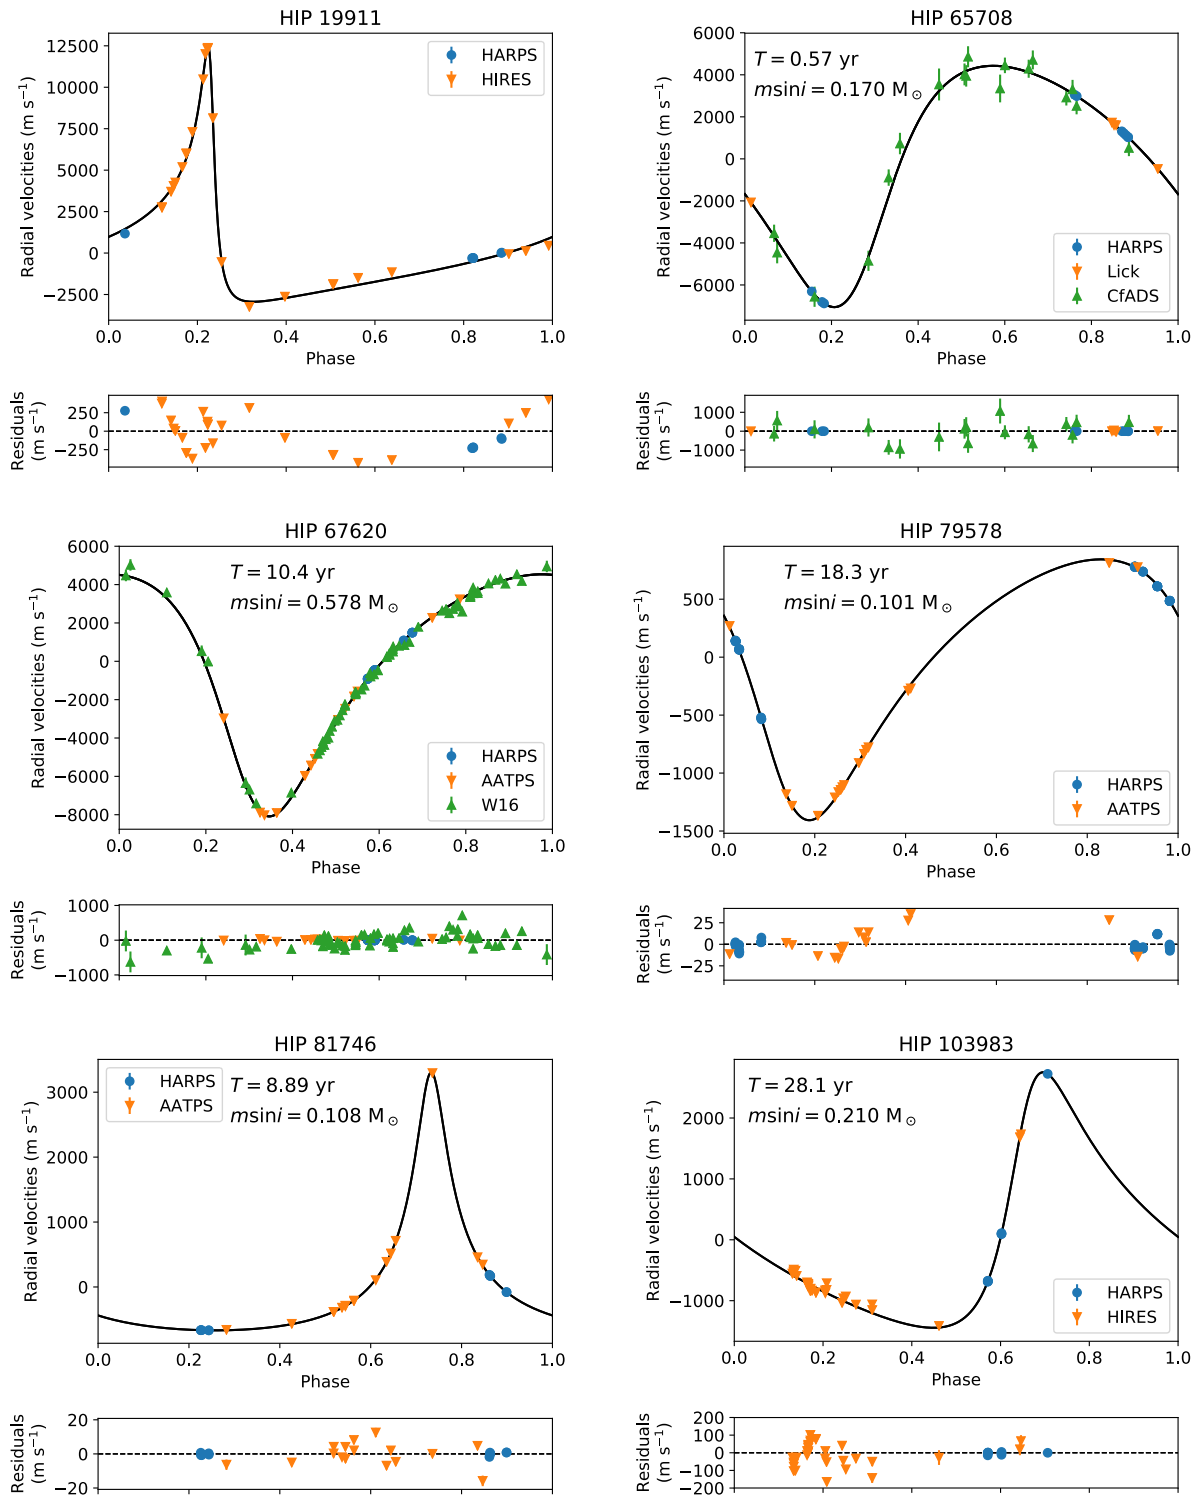 HIP 19911
12500
10000
7500
5000
2500
0
−2500
Radial velocities (m s⁻¹)
HARPS
HIRES
0.0 0.2 0.4 0.6 0.8 1.0
Phase
250
0
−250
Residuals
(m s⁻¹)
HIP 65708
6000
4000
2000
0
−2000
−4000
−6000
Radial velocities (m s⁻¹)
T = 0.57 yr
msini = 0.170 M⊙
HARPS
Lick
CfADS
0.0 0.2 0.4 0.6 0.8 1.0
Phase
1000
0
−1000
Residuals
(m s⁻¹)
HIP 67620
6000
4000
2000
0
−2000
−4000
−6000
−8000
Radial velocities (m s⁻¹)
T = 10.4 yr
msini = 0.578 M⊙
HARPS
AATPS
W16
0.0 0.2 0.4 0.6 0.8 1.0
Phase
1000
0
−1000
Residuals
(m s⁻¹)
HIP 79578
500
0
−500
−1000
−1500
Radial velocities (m s⁻¹)
T = 18.3 yr
msini = 0.101 M⊙
HARPS
AATPS
0.0 0.2 0.4 0.6 0.8 1.0
Phase
25
0
−25
Residuals
(m s⁻¹)
HIP 81746
3000
2000
1000
0
Radial velocities (m s⁻¹)
HARPS
AATPS
T = 8.89 yr
msini = 0.108 M⊙
0.0 0.2 0.4 0.6 0.8 1.0
Phase
20
0
−20
Residuals
(m s⁻¹)
HIP 103983
2000
1000
0
−1000
Radial velocities (m s⁻¹)
T = 28.1 yr
msini = 0.210 M⊙
HARPS
HIRES
0.0 0.2 0.4 0.6 0.8 1.0
Phase
200
100
0
−100
−200
Residuals
(m s⁻¹)